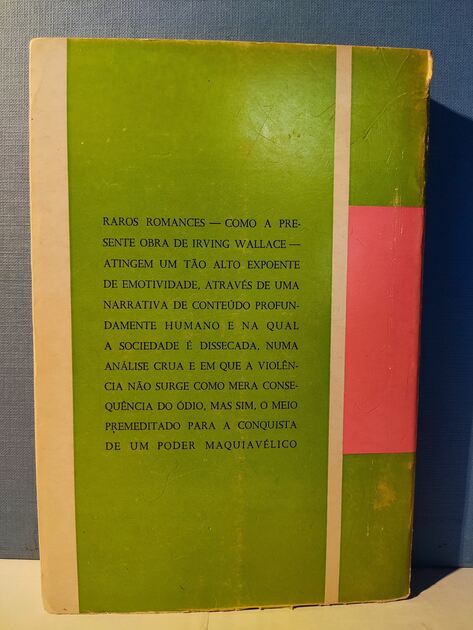 RAROS ROMANCES — COMO A PRE-
SENTE OBRA DE IRVING WALLACE —
ATINGEM UM TÃO ALTO EXPOENTE
DE EMOTIVIDADE, ATRAVÉS DE UMA
NARRATIVA DE CONTEÚDO PROFUN-
DAMENTE HUMANO E NA QUAL
A SOCIEDADE É DISSECADA, NUMA
ANÁLISE CRUA E EM QUE A VIOLÊN-
CIA NÃO SURGE COMO MERA CONSE-
QUÊNCIA DO ÓDIO, MAS SIM, O MEIO
PREMEDITADO PARA A CONQUISTA
DE UM PODER MAQUIAVÉLICO